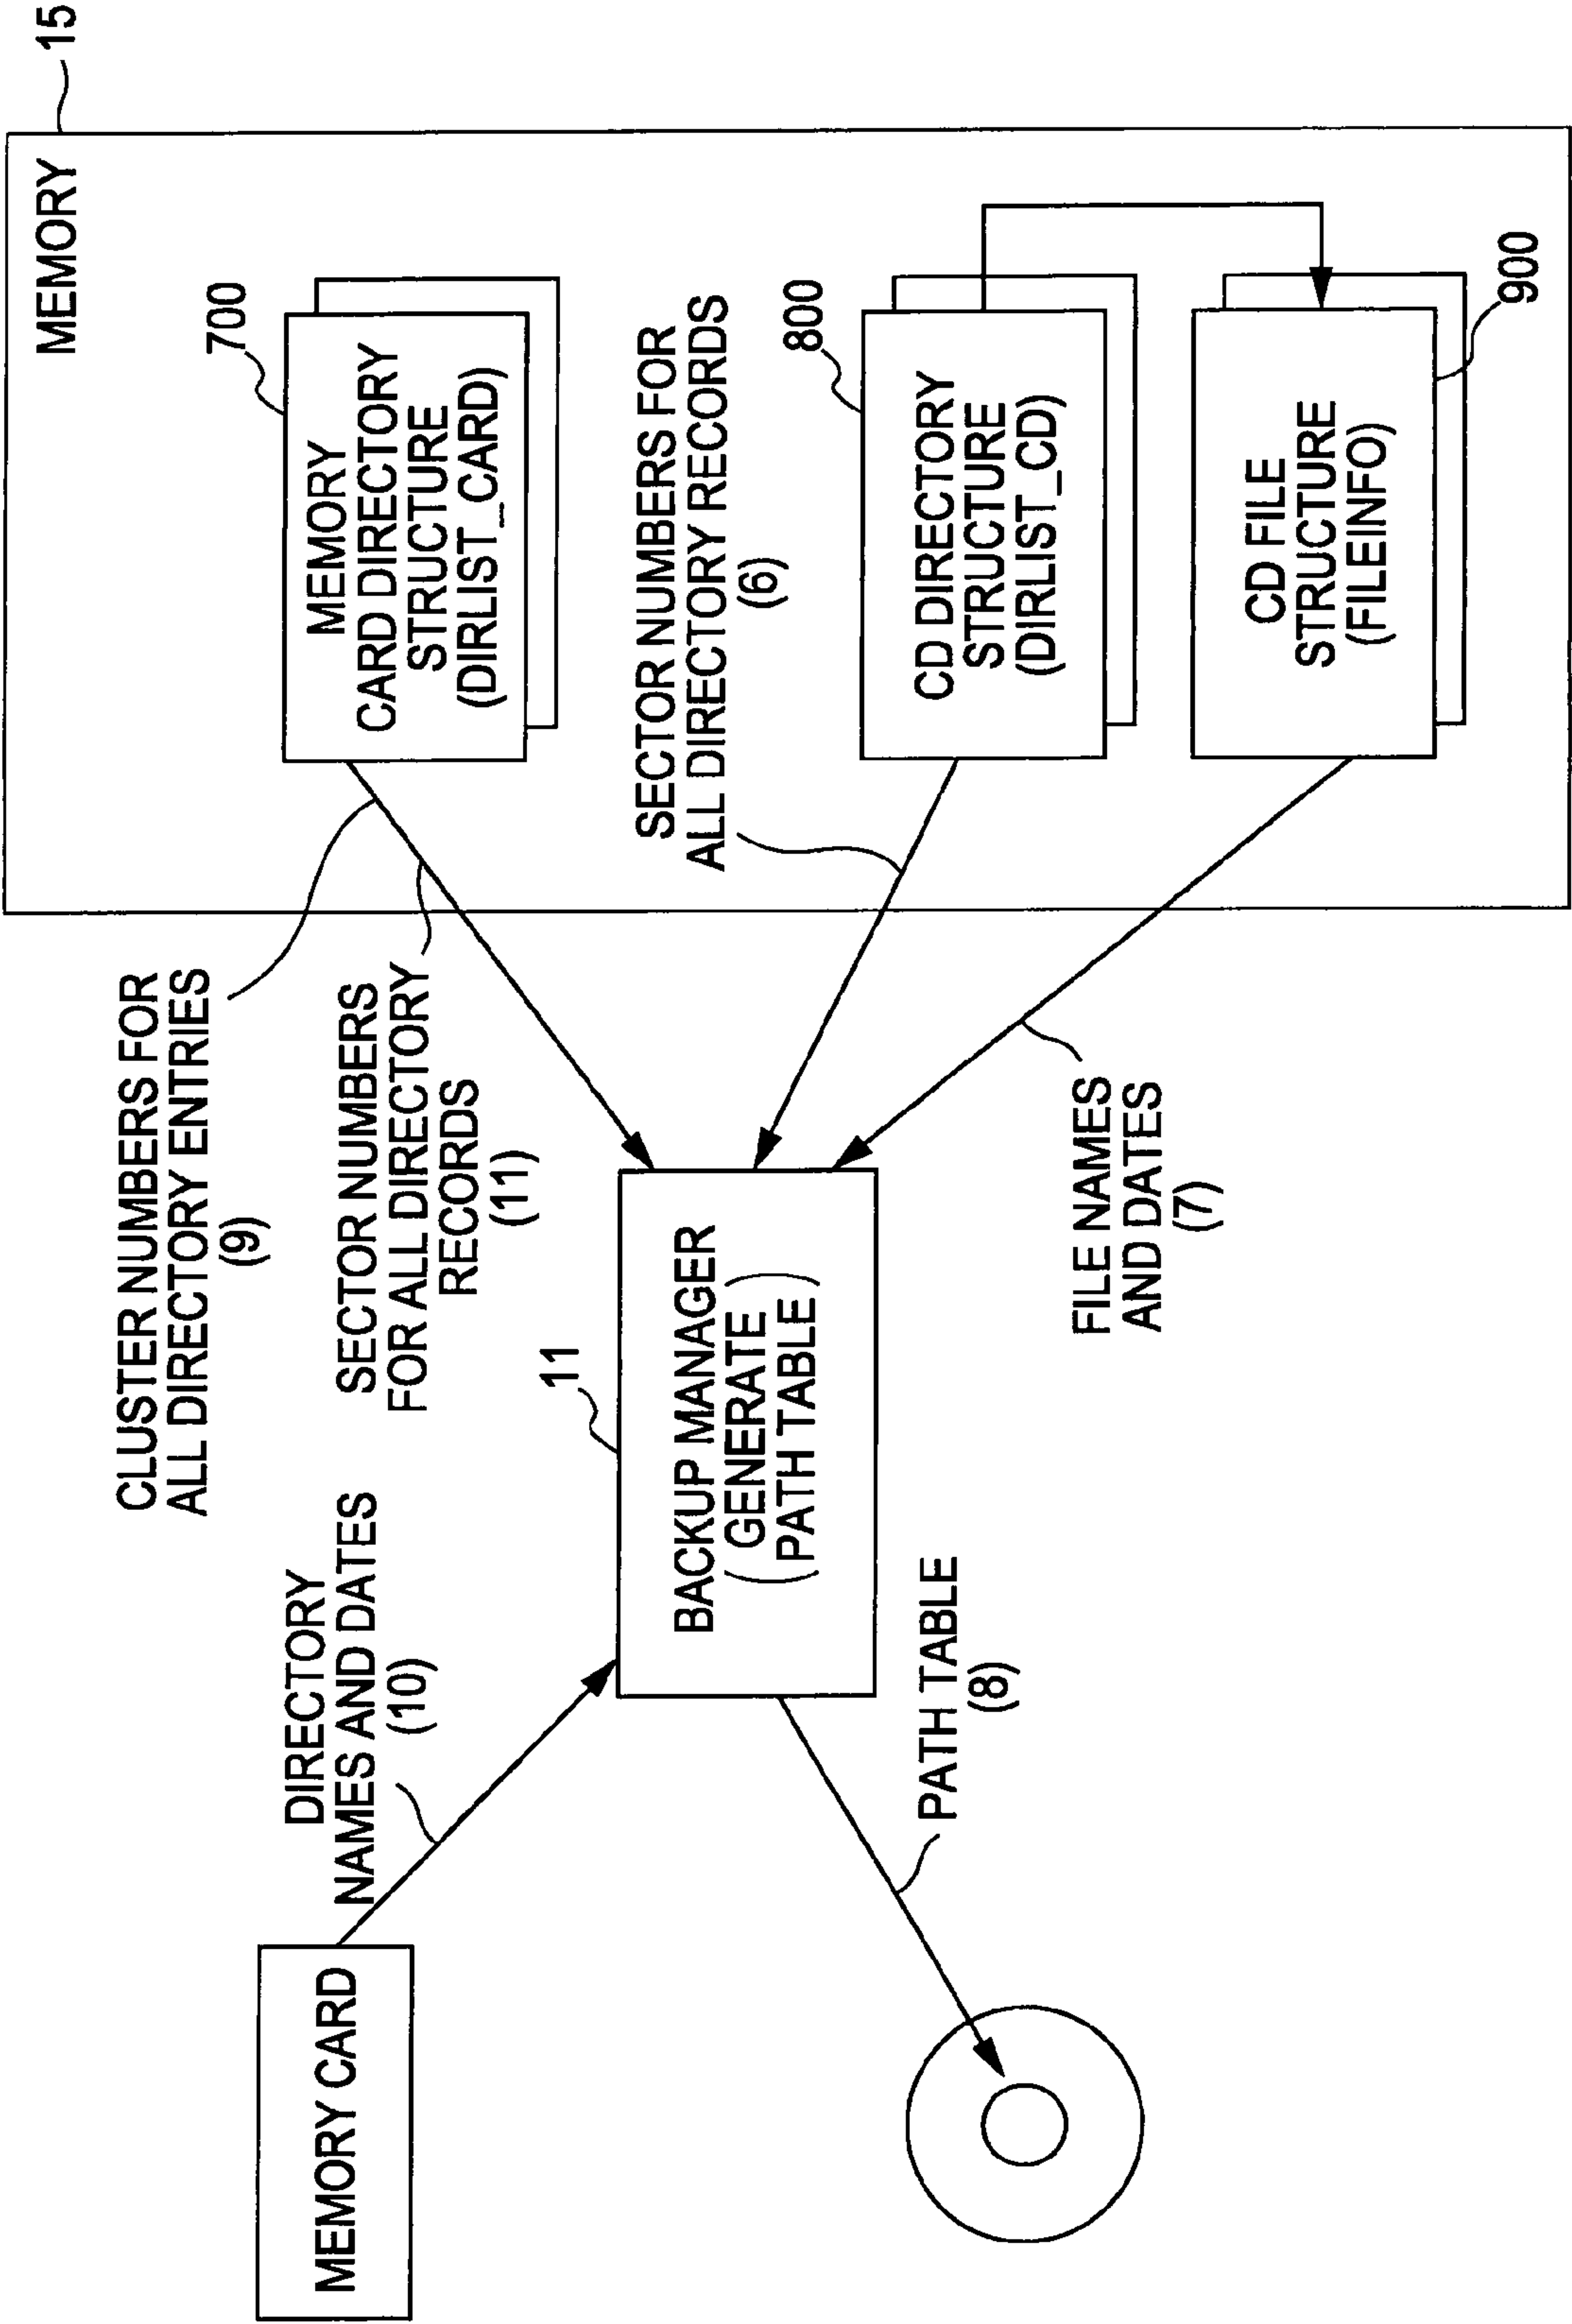 15
MEMORY
700
MEMORY
CARD DIRECTORY
STRUCTURE
(DIRLIST_CARD)
SECTOR NUMBERS FOR
ALL DIRECTORY RECORDS
(6)
800
CD DIRECTORY
STRUCTURE
(DIRLIST_CD)
CD FILE
STRUCTURE
(FILEINFO)
900
CLUSTER NUMBERS FOR
ALL DIRECTORY ENTRIES
(9)
SECTOR NUMBERS
FOR ALL DIRECTORY
RECORDS
(11)
FILE NAMES
AND DATES
(7)
11
BACKUP MANAGER
(GENERATE
PATH TABLE)
DIRECTORY
NAMES AND DATES
(10)
PATH TABLE
(8)
MEMORY CARD